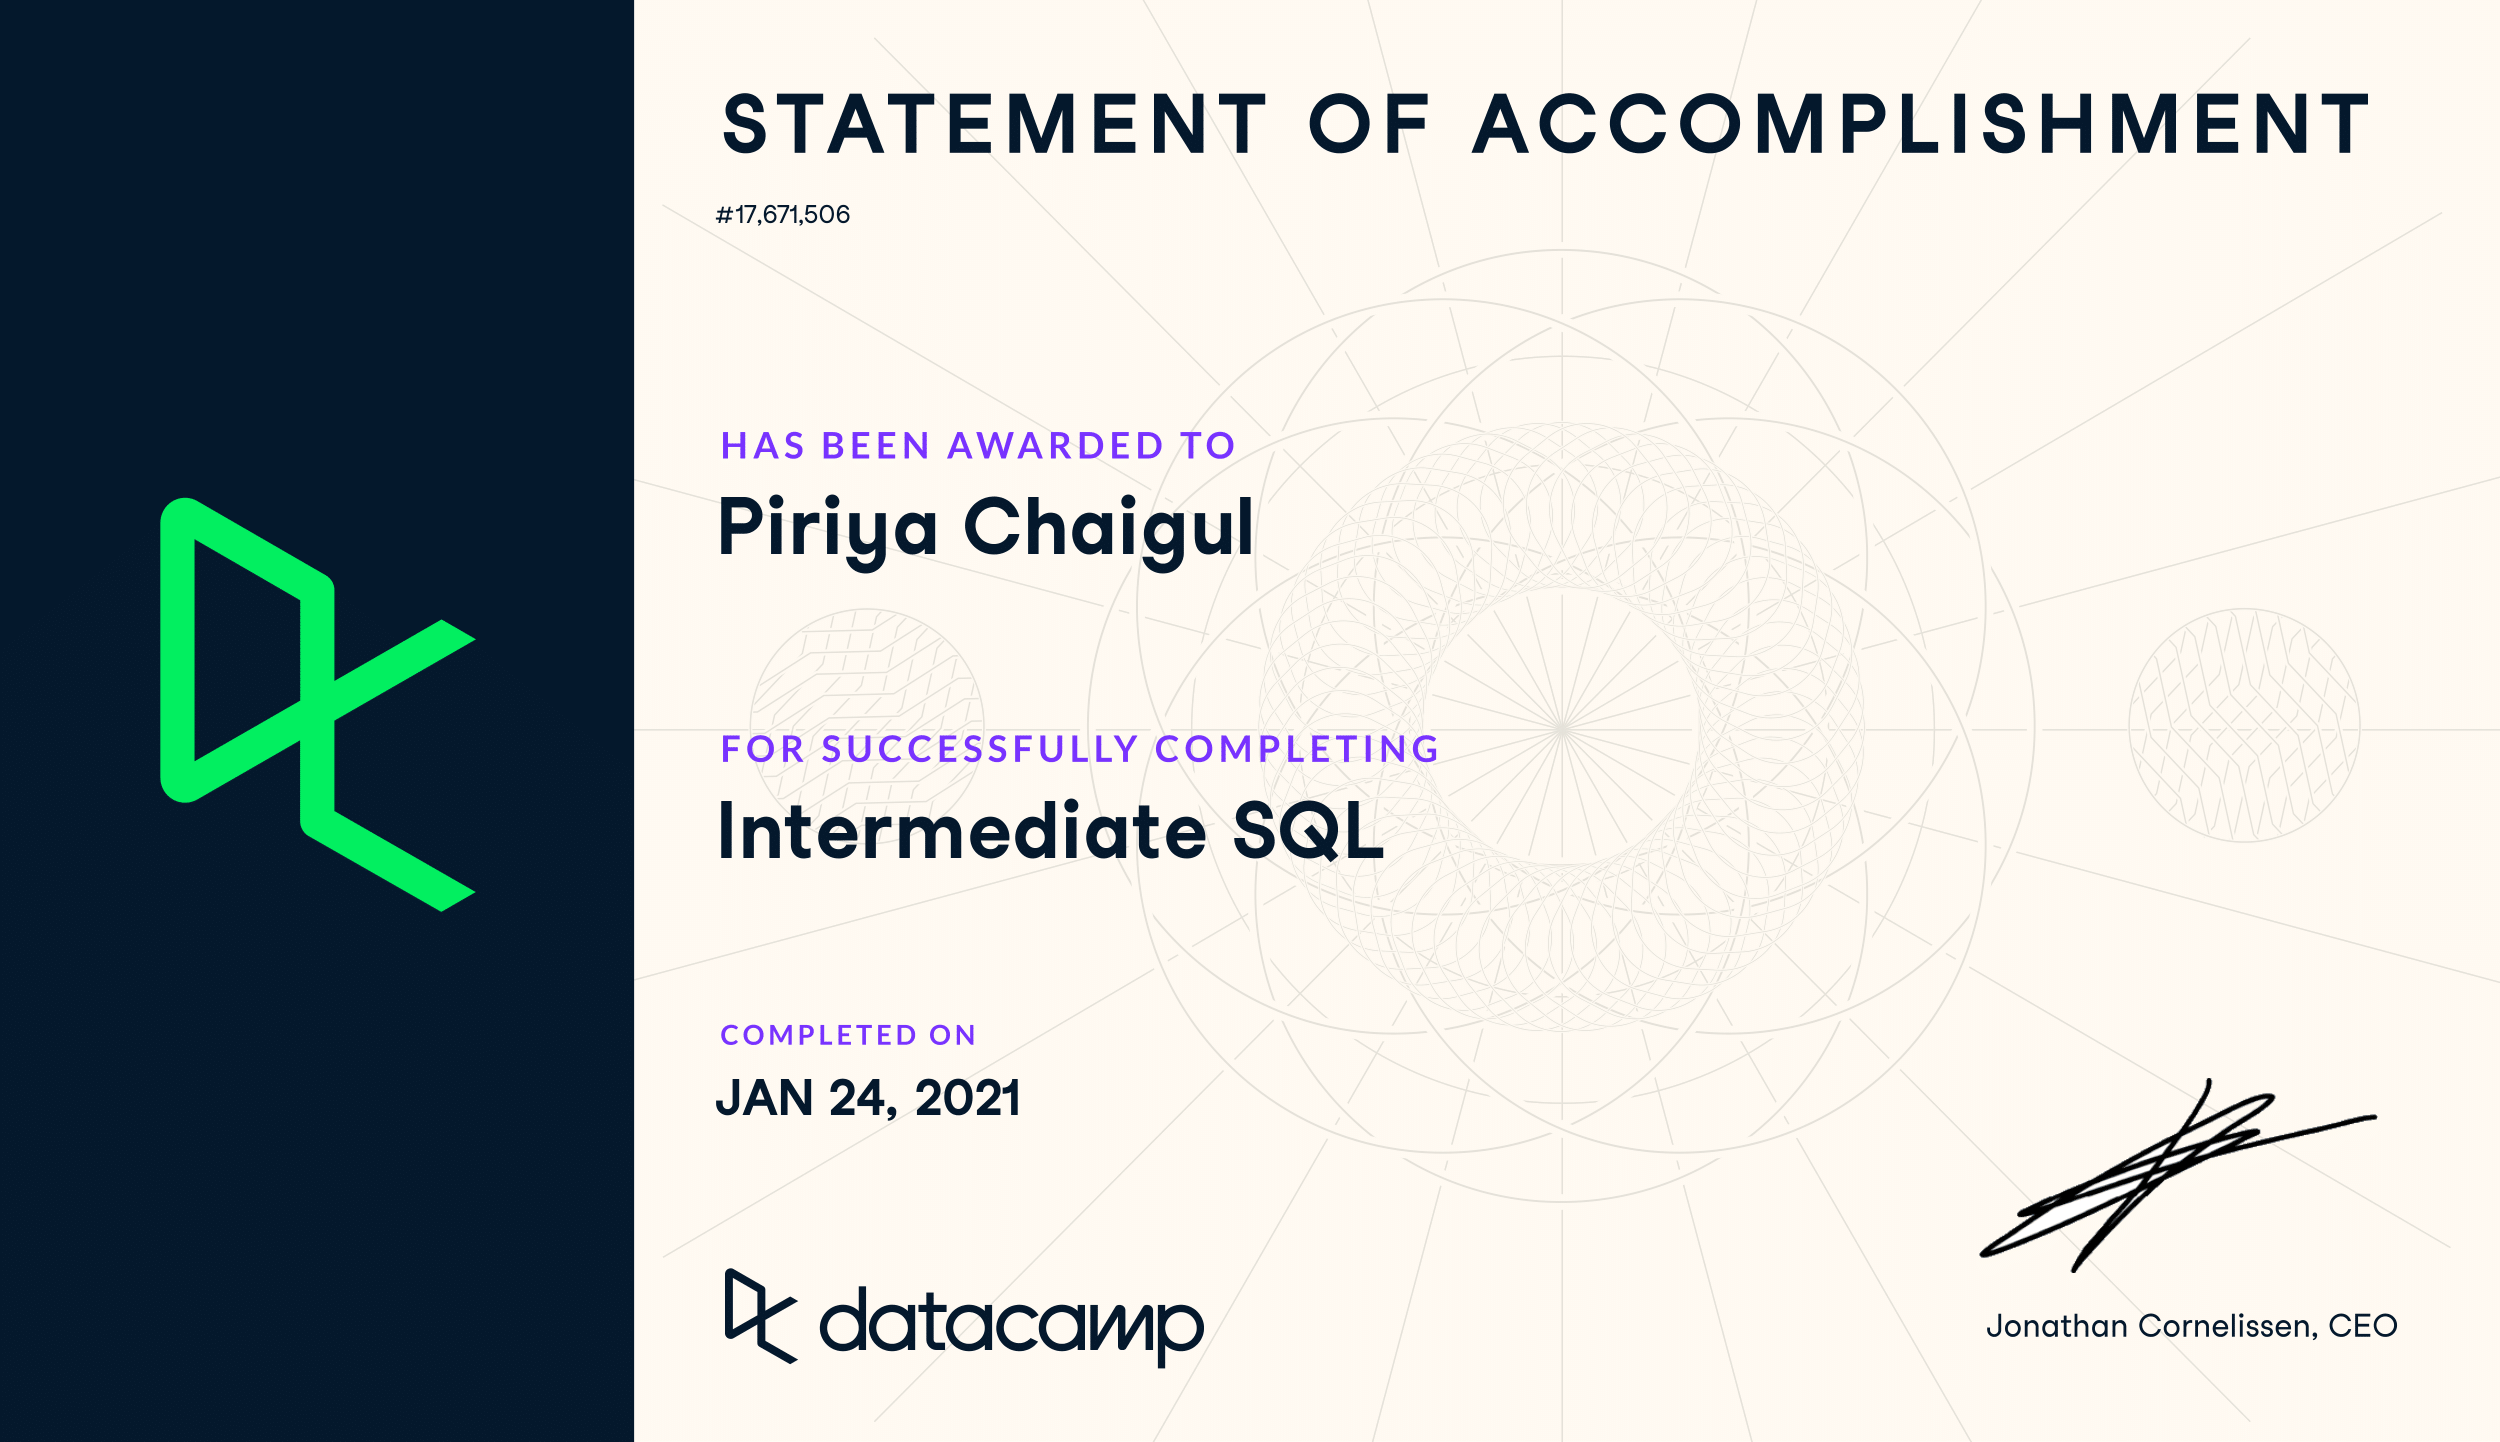 STATEMENT OF ACCOMPLISHMENT
#17,671,506
HAS BEEN AWARDED TO
Piriya Chaigul
FOR SUCCESSFULLY COMPLETING
Intermediate SQL
COMPLETED ON
JAN 24, 2021
datacamp
Jonathan Cornelissen, CEO